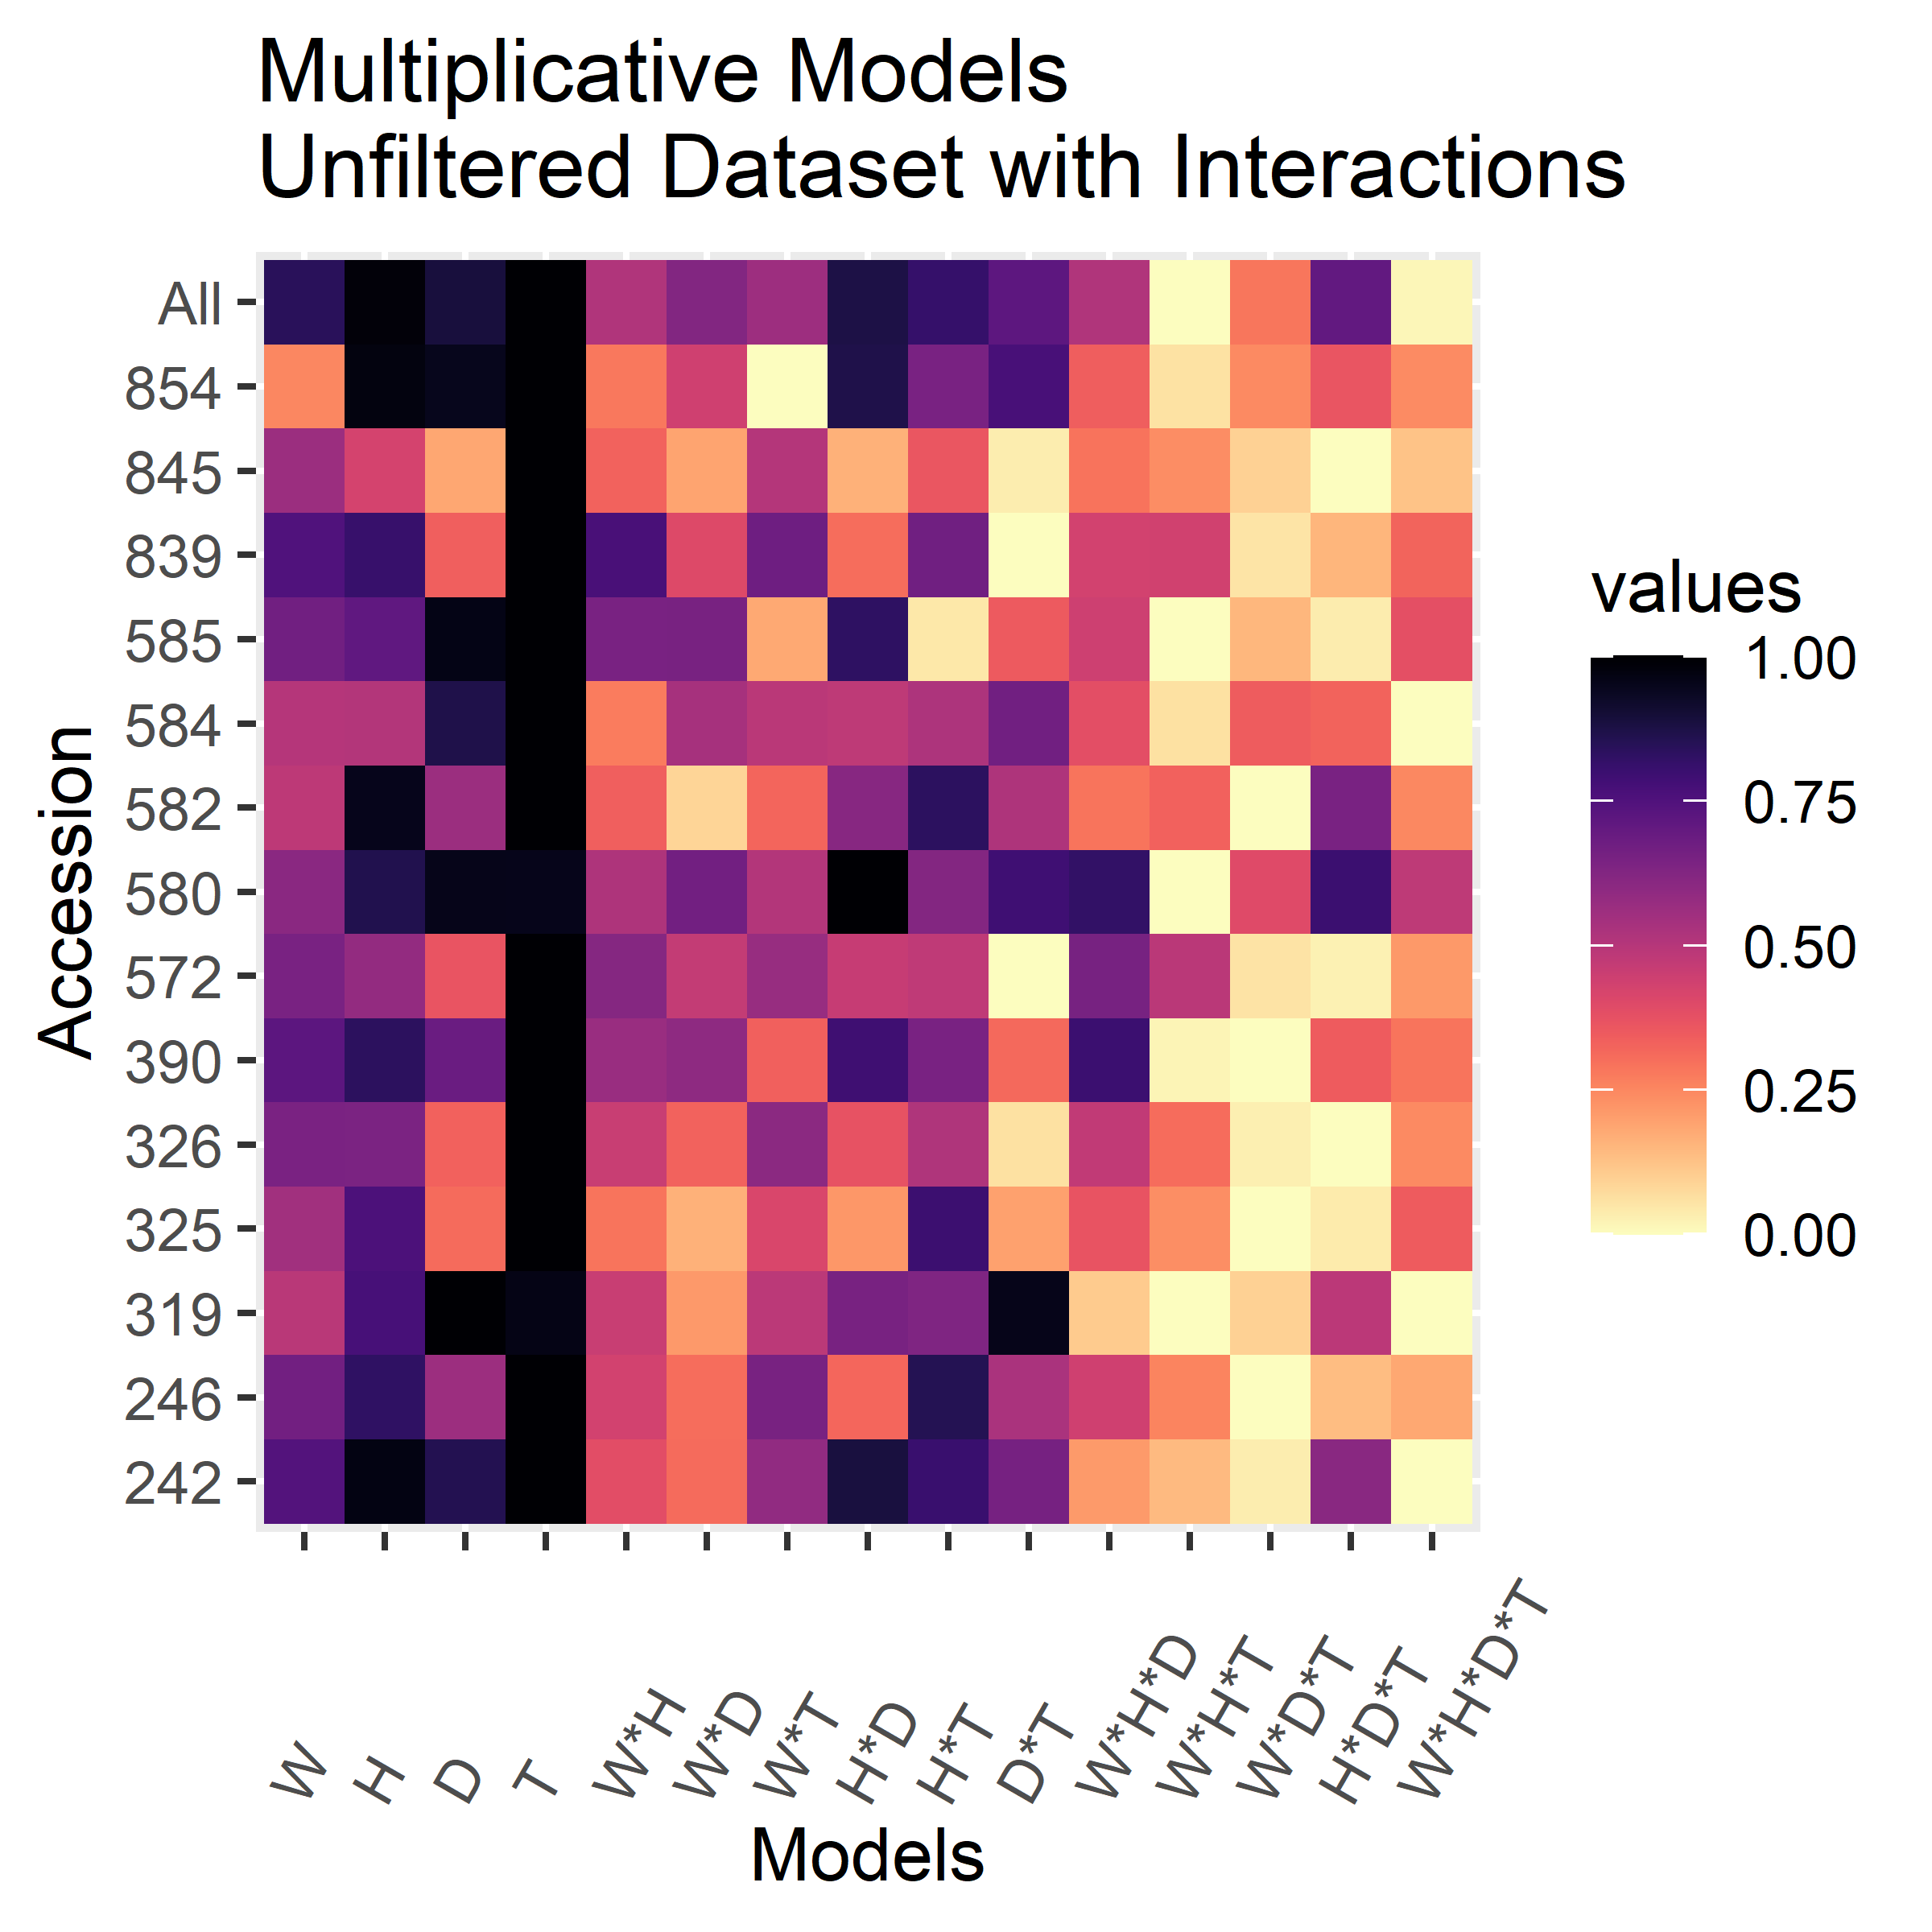 Multiplicative Models
Unfiltered Dataset with Interactions
Accession
All
854
845
839
585
584
582
580
572
390
326
325
319
246
242
W
H
D
T
W*H
W*D
W*T
H*D
H*T
D*T
W*H*D
W*H*T
W*D*T
H*D*T
W*H*D*T
Models
values
1.00
0.75
0.50
0.25
0.00